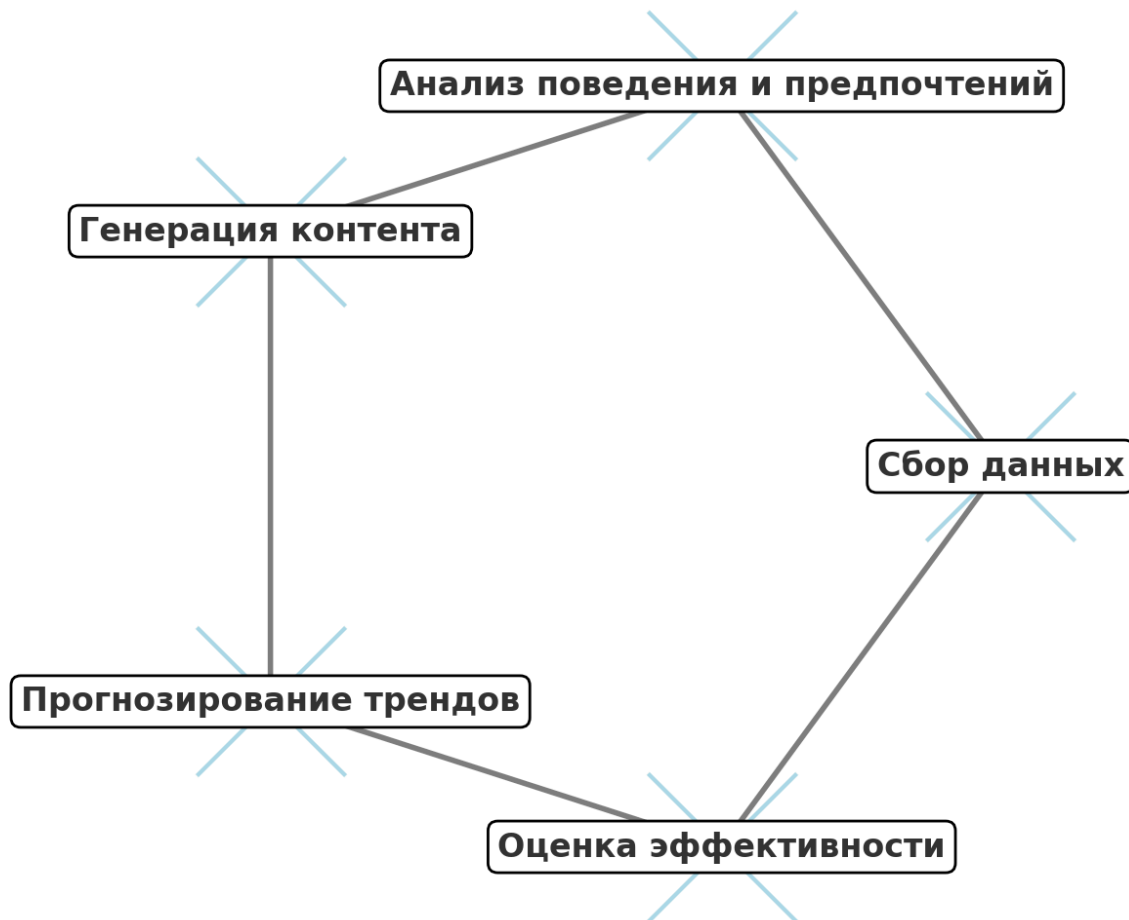 Анализ поведения и предпочтений
Генерация контента
Сбор данных
Прогнозирование трендов
Оценка эффективности